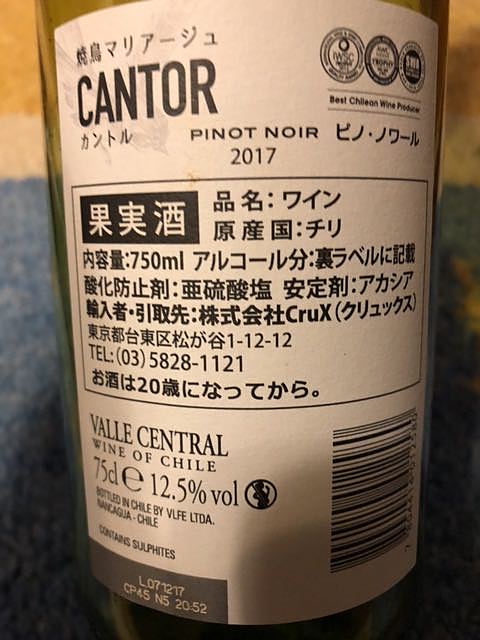 焼鳥マリアージュ
CANTOR
カントル
PINOT NOIR ピノ・ノワール
2017
Best Chilean Wine Producer
果実酒
品名:ワイン
原産国:チリ
内容量:750ml アルコール分:裏ラベルに記載
酸化防止剤:亜硫酸塩 安定剤:アカシア
輸入者・引取先:株式会社CruX(クリュックス)
東京都台東区松が谷1-12-12
TEL:(03)5828-1121
お酒は20歳になってから。
VALLE CENTRAL
WINE OF CHILE
75cl e 12.5% vol
BOTTLED IN CHILE BY VLFE LTDA.
NANCAGUA - CHILE
CONTAINS SULPHITES
L071217
CP45 N5 20:52